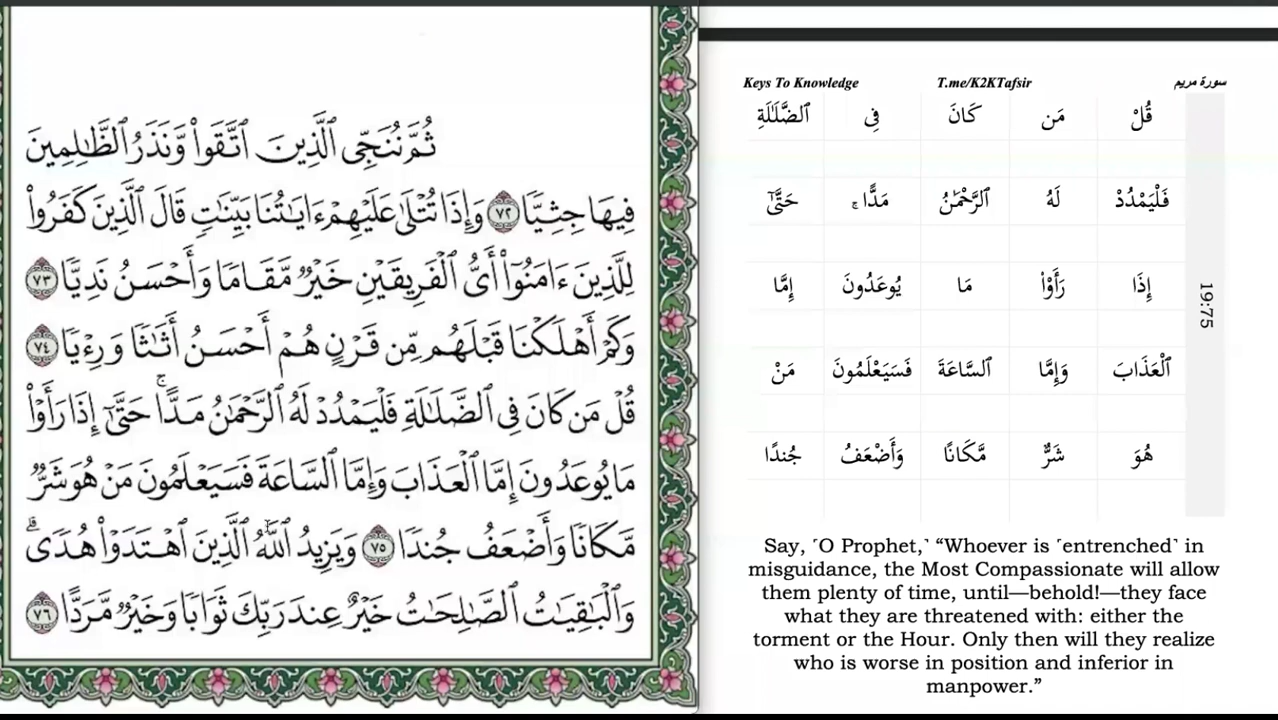 ثُمَّ نُنَجِّى ٱلَّذِينَ ٱتَّقَوا۟ وَّنَذَرُ ٱلظَّـٰلِمِينَ
فِيهَا جِثِيًّا ٧٢ وَإِذَا تُتْلَىٰ عَلَيْهِمْ ءَايَـٰتُنَا بَيِّنَـٰتٍ قَالَ ٱلَّذِينَ كَفَرُوا۟
لِلَّذِينَ ءَامَنُوٓا۟ أَىُّ ٱلْفَرِيقَيْنِ خَيْرٌ مَّقَامًا وَأَحْسَنُ نَدِيًّا ٧٣
وَكَمْ أَهْلَكْنَا قَبْلَهُم مِّن قَرْنٍ هُمْ أَحْسَنُ أَثَـٰثًا وَرِءْيًا ٧٤
قُلْ مَن كَانَ فِى ٱلضَّلَـٰلَةِ فَلْيَمْدُدْ لَهُ ٱلرَّحْمَـٰنُ مَدًّا ۚ حَتَّىٰٓ إِذَا رَأَوْا۟
مَا يُوعَدُونَ إِمَّا ٱلْعَذَابَ وَإِمَّا ٱلسَّاعَةَ فَسَيَعْلَمُونَ مَنْ هُوَ شَرٌّ
مَّكَانًا وَأَضْعَفُ جُندًا ٧٥ وَيَزِيدُ ٱللَّهُ ٱلَّذِينَ ٱهْتَدَوْا۟ هُدًى ۗ
وَٱلْبَـٰقِيَـٰتُ ٱلصَّـٰلِحَـٰتُ خَيْرٌ عِندَ رَبِّكَ ثَوَابًا وَخَيْرٌ مَّرَدًّا ٧٦
Keys To Knowledge T.me/K2KTafsir سورة مريم
قُلْ مَن كَانَ فِى ٱلضَّلَـٰلَةِ
فَلْيَمْدُدْ لَهُ ٱلرَّحْمَـٰنُ مَدًّا ۚ حَتَّىٰٓ
إِذَا رَأَوْا۟ مَا يُوعَدُونَ إِمَّا
ٱلْعَذَابَ وَإِمَّا ٱلسَّاعَةَ فَسَيَعْلَمُونَ مَنْ
هُوَ شَرٌّ مَّكَانًا وَأَضْعَفُ جُندًا
19:75
Say, ˹O Prophet,˺ “Whoever is ˹entrenched˺ in
misguidance, the Most Compassionate will allow
them plenty of time, until—behold!—they face
what they are threatened with: either the
torment or the Hour. Only then will they realize
who is worse in position and inferior in
manpower.”